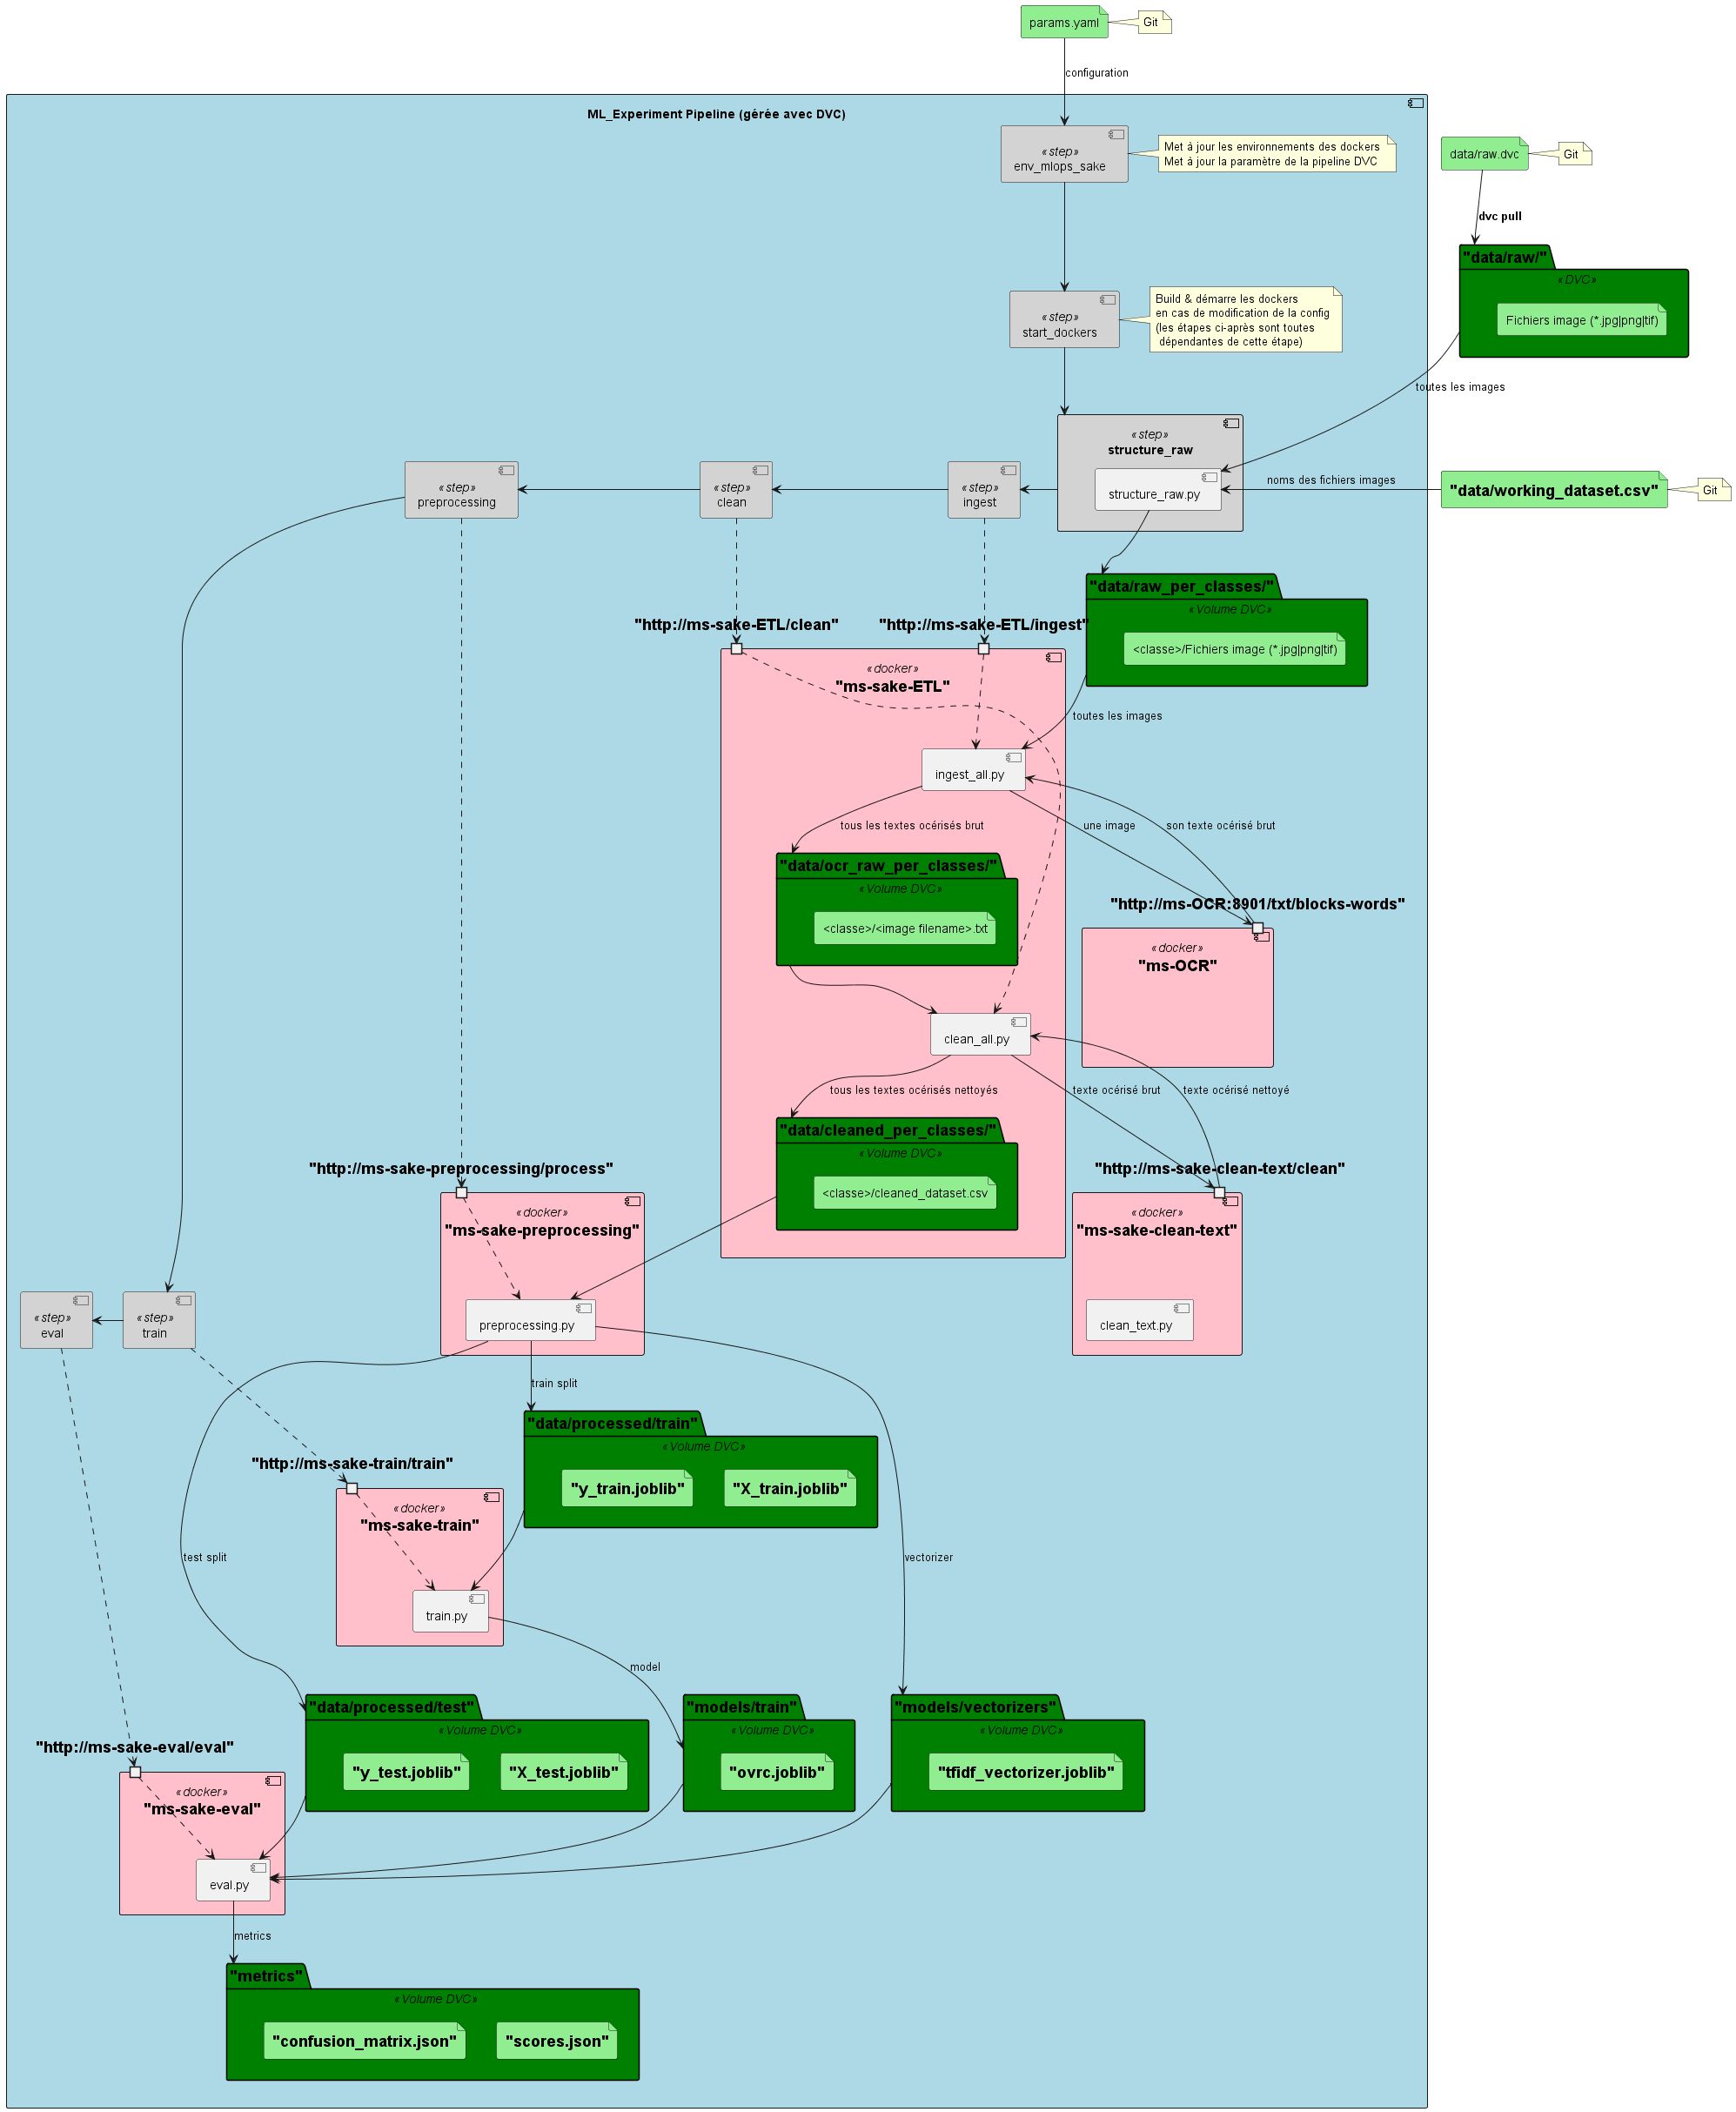 params.yaml
Git
configuration
ML_Experiment Pipeline (gérée avec DVC)
«step»
env_mlops_sake
Met à jour les environnements des dockers
Met à jour la paramètre de la pipeline DVC
data/raw.dvc
Git
dvc pull
"data/raw/"
«DVC»
Fichiers image (*.jpg|png|tif)
«step»
start_dockers
Build & démarre les dockers
en cas de modification de la config
(les étapes ci-après sont toutes
dépendantes de cette étape)
toutes les images
«step»
structure_raw
structure_raw.py
noms des fichiers images
"data/working_dataset.csv"
Git
«step»
preprocessing
«step»
clean
«step»
ingest
"data/raw_per_classes/"
«Volume DVC»
<classe>/Fichiers image (*.jpg|png|tif)
"http://ms-sake-ETL/clean"
"http://ms-sake-ETL/ingest"
«docker»
"ms-sake-ETL"
toutes les images
ingest_all.py
tous les textes océrisés brut
une image
son texte océrisé brut
"data/ocr_raw_per_classes/"
«Volume DVC»
<classe>/<image filename>.txt
"http://ms-OCR:8901/txt/blocks-words"
«docker»
"ms-OCR"
clean_all.py
tous les textes océrisés nettoyés
texte océrisé brut
texte océrisé nettoyé
"data/cleaned_per_classes/"
«Volume DVC»
<classe>/cleaned_dataset.csv
"http://ms-sake-preprocessing/process"
«docker»
"ms-sake-preprocessing"
preprocessing.py
"http://ms-sake-clean-text/clean"
«docker»
"ms-sake-clean-text"
clean_text.py
«step»
eval
«step»
train
train split
"data/processed/train"
«Volume DVC»
"y_train.joblib"
"X_train.joblib"
"http://ms-sake-train/train"
«docker»
"ms-sake-train"
train.py
test split
vectorizer
model
"data/processed/test"
«Volume DVC»
"y_test.joblib"
"X_test.joblib"
"models/train"
«Volume DVC»
"ovrc.joblib"
"models/vectorizers"
«Volume DVC»
"tfidf_vectorizer.joblib"
"http://ms-sake-eval/eval"
«docker»
"ms-sake-eval"
eval.py
metrics
"metrics"
«Volume DVC»
"confusion_matrix.json"
"scores.json"